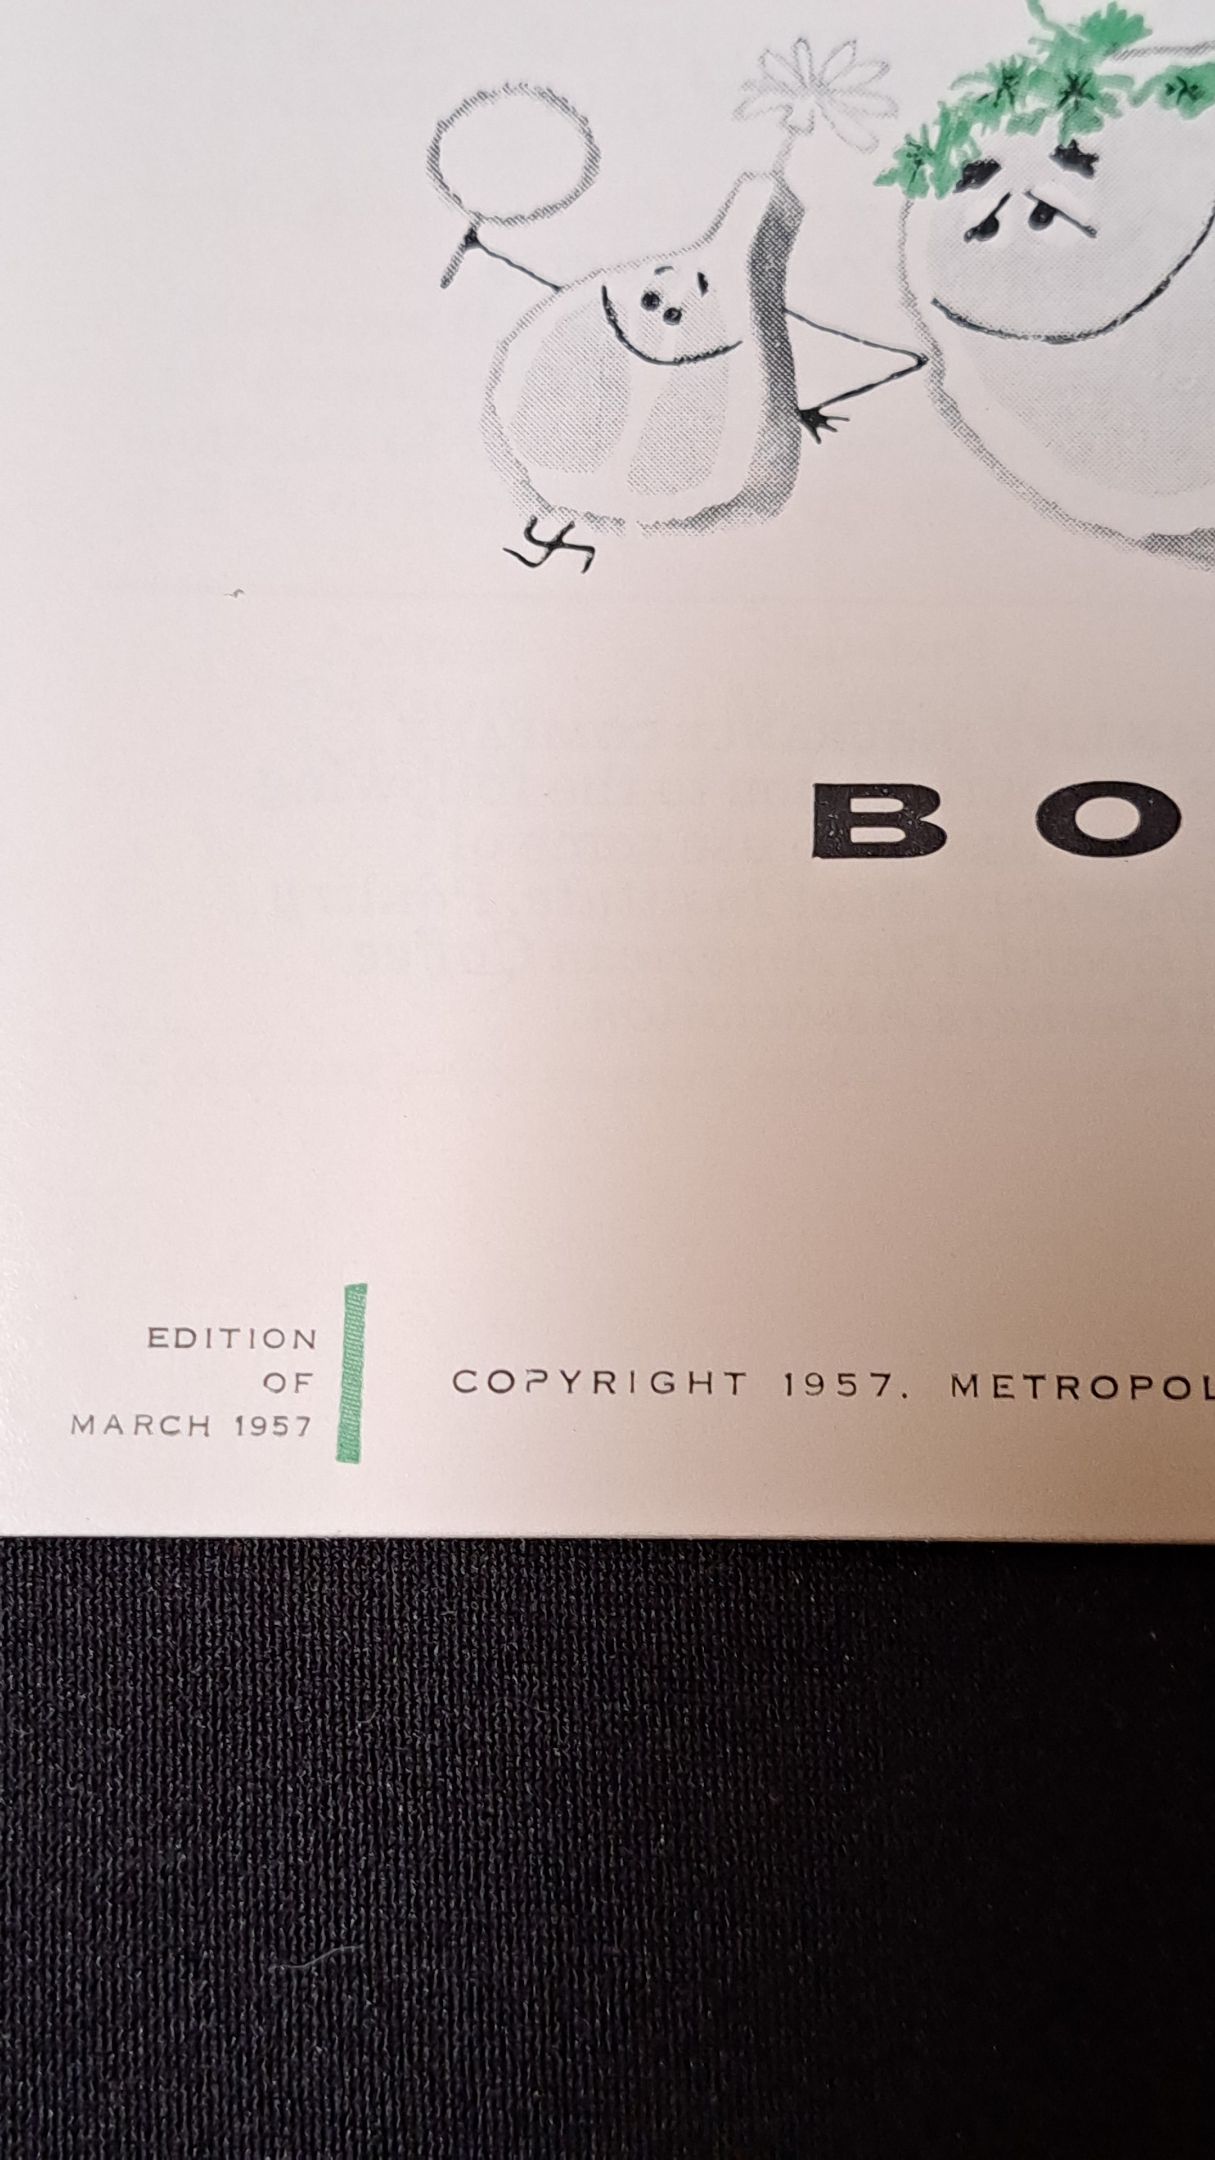 BO
EDITION
OF
MARCH 1957
COPYRIGHT 1957. METROPOL